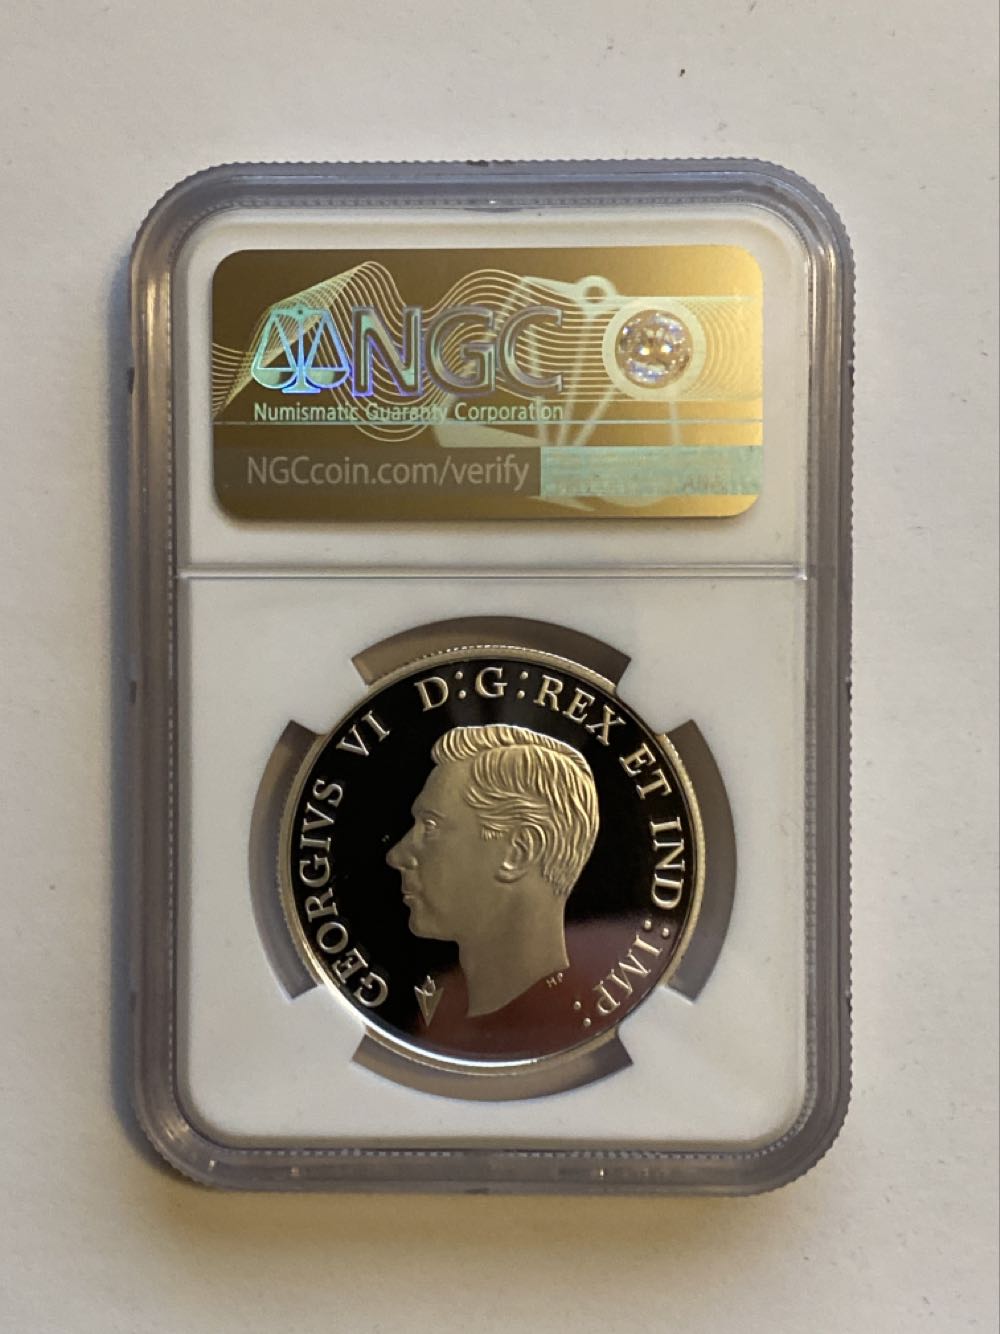 NGC
Numismatic Guaranty Corporation
NGCcoin.com/verify
GEORGIVS VI D:G:REX ET IND:IMP:
HP